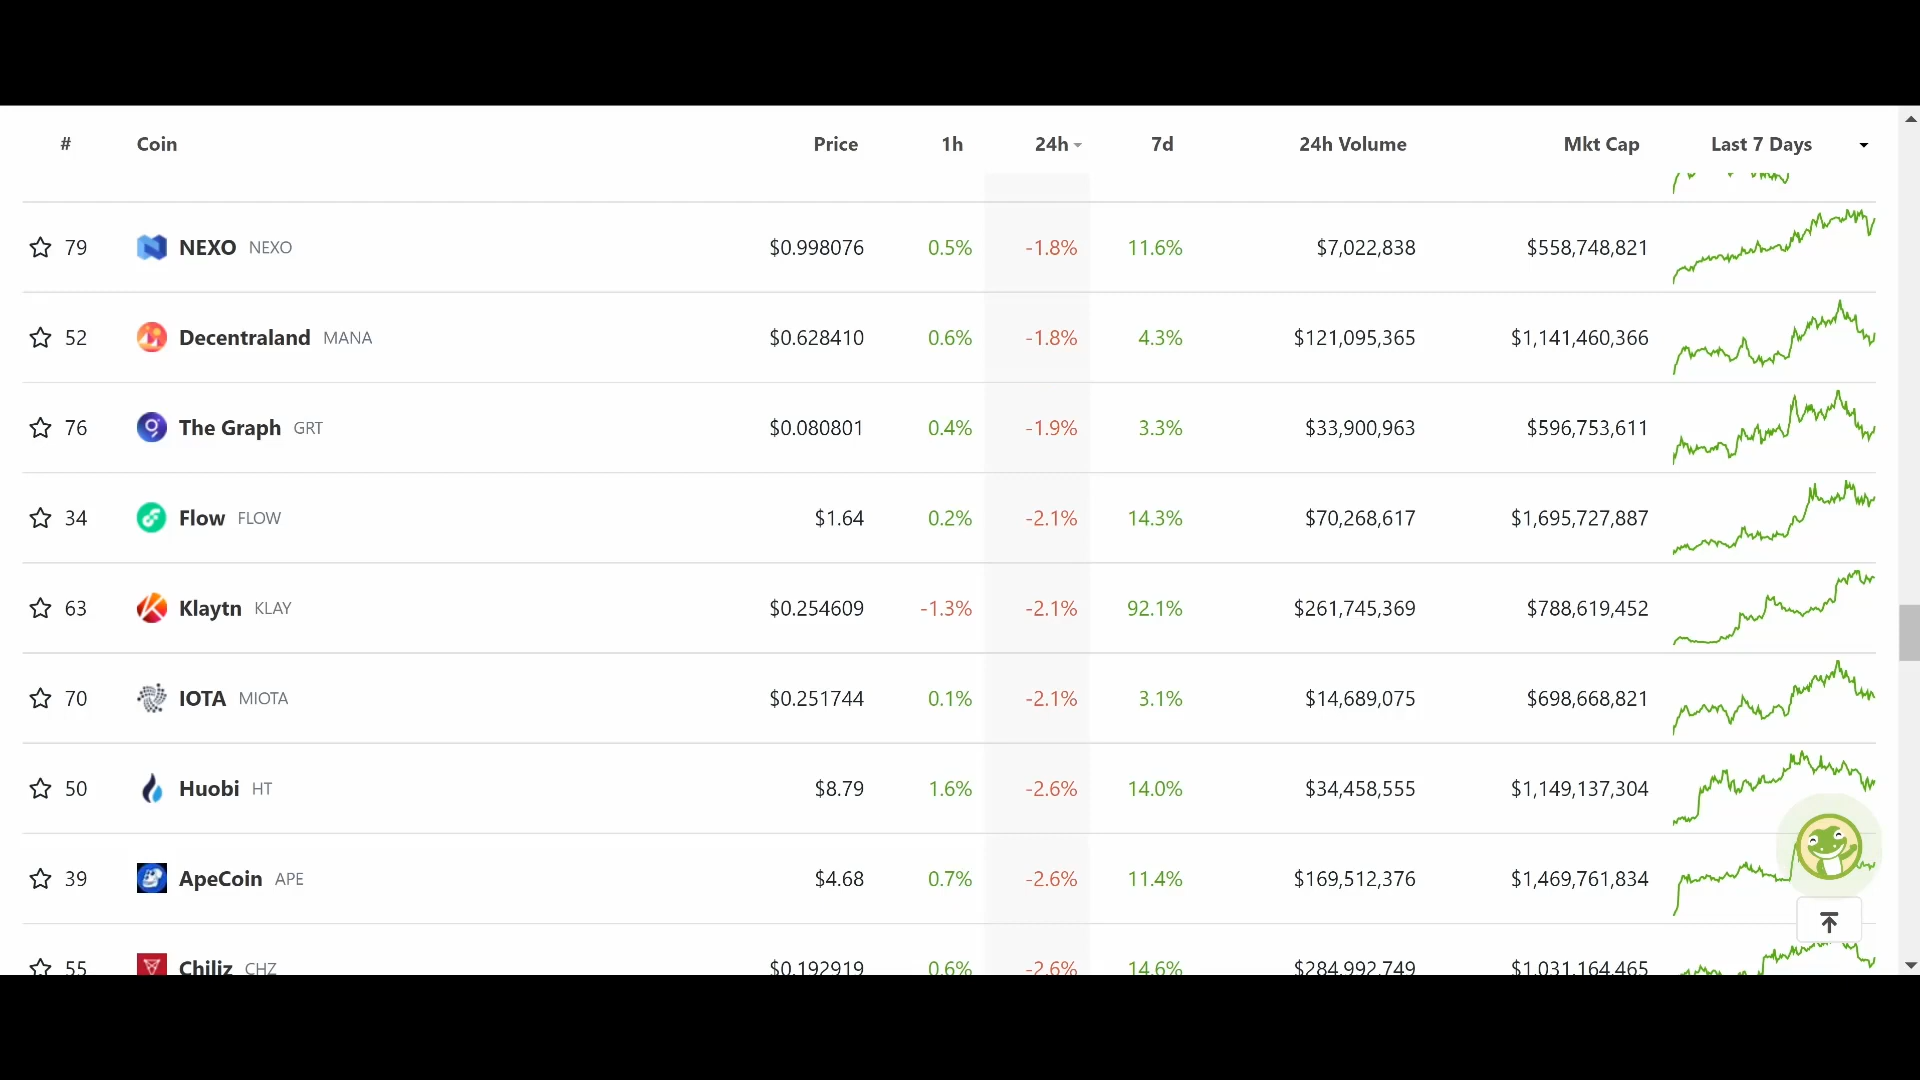 # Coin Price 1h 24h 7d 24h Volume Mkt Cap Last 7 Days
79 NEXO NEXO $0.998076 0.5% -1.8% 11.6% $7,022,838 $558,748,821
52 Decentraland MANA $0.628410 0.6% -1.8% 4.3% $121,095,365 $1,141,460,366
76 The Graph GRT $0.080801 0.4% -1.9% 3.3% $33,900,963 $596,753,611
34 Flow FLOW $1.64 0.2% -2.1% 14.3% $70,268,617 $1,695,727,887
63 Klaytn KLAY $0.254609 -1.3% -2.1% 92.1% $261,745,369 $788,619,452
70 IOTA MIOTA $0.251744 0.1% -2.1% 3.1% $14,689,075 $698,668,821
50 Huobi HT $8.79 1.6% -2.6% 14.0% $34,458,555 $1,149,137,304
39 ApeCoin APE $4.68 0.7% -2.6% 11.4% $169,512,376 $1,469,761,834
55 Chiliz CHZ $0.192919 0.6% -2.6% 14.6% $284,992,749 $1,031,164,465